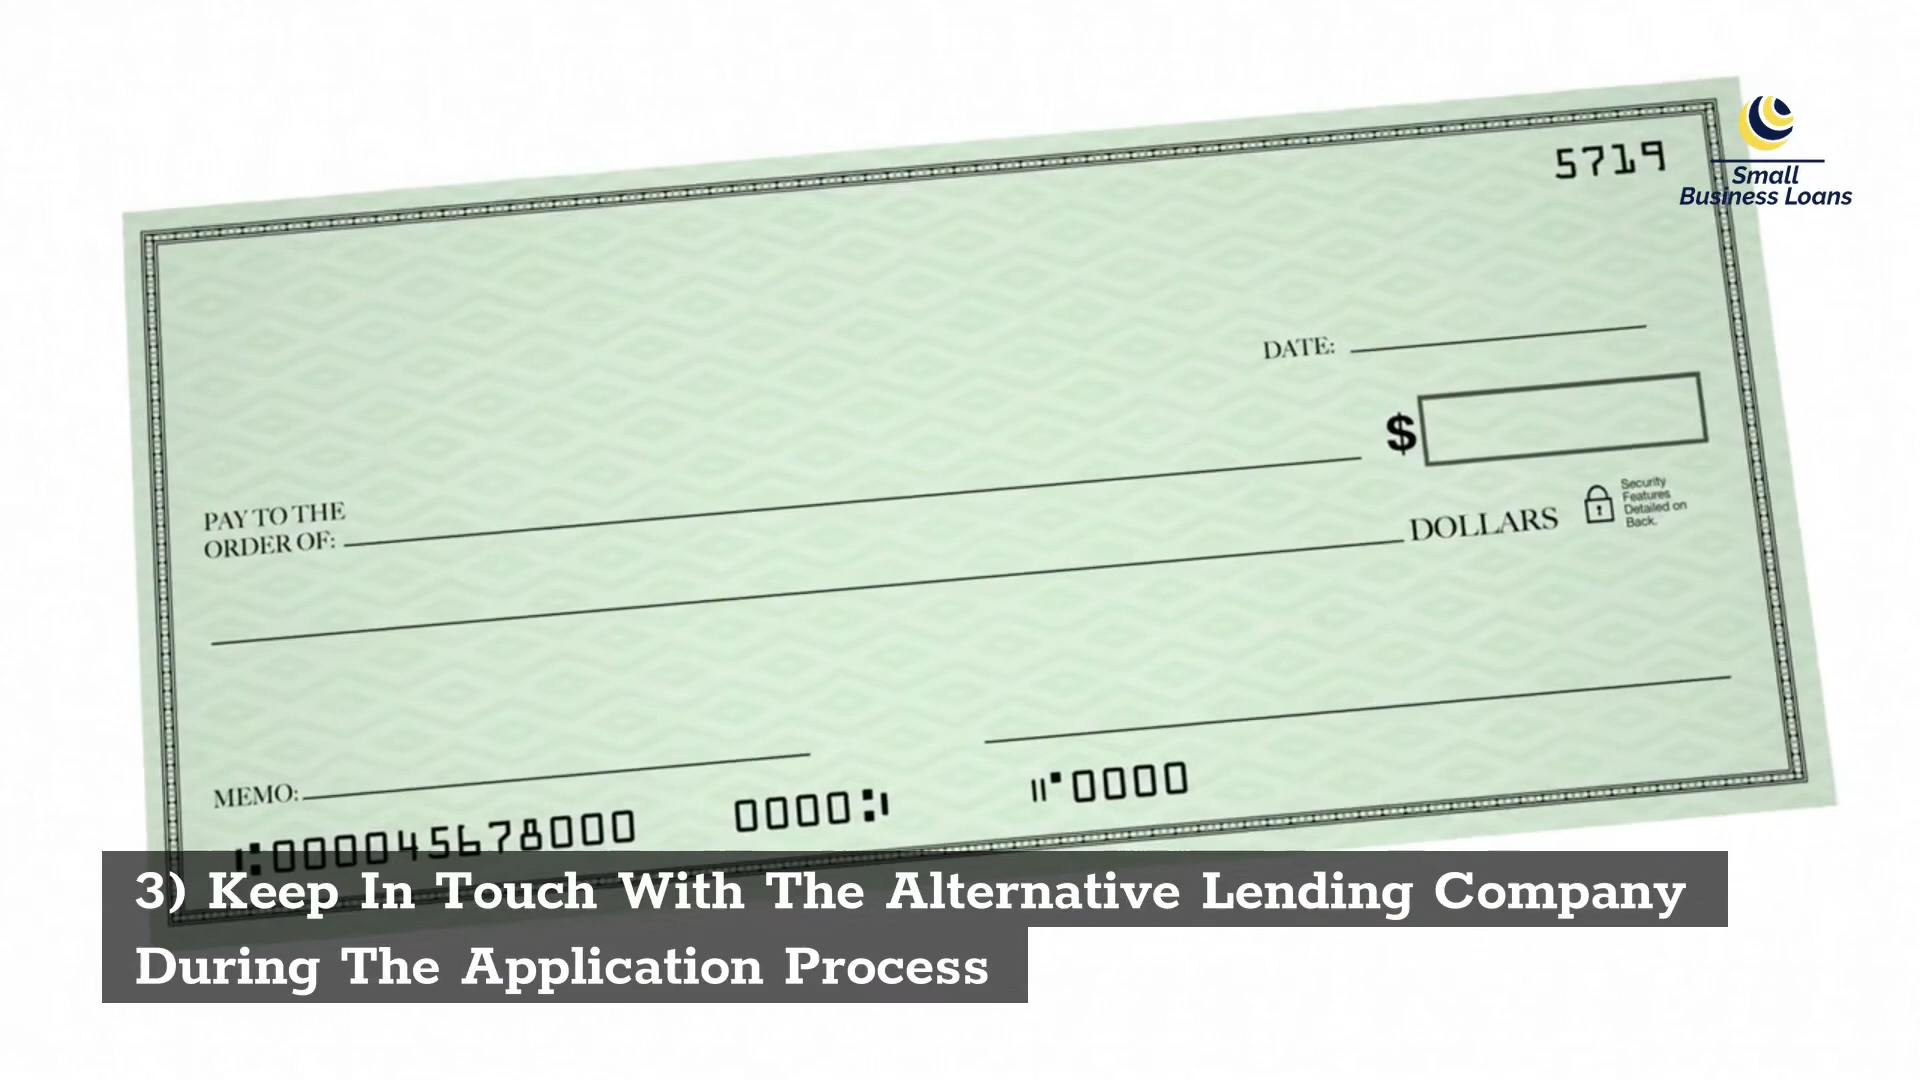 5719
Small
Business Loans
DATE:
$
PAY TO THE
ORDER OF:
DOLLARS
Security
Features
Detailed on
Back.
MEMO:
⑆000045678000 0000⑆ ⑈0000
3) Keep In Touch With The Alternative Lending Company
During The Application Process